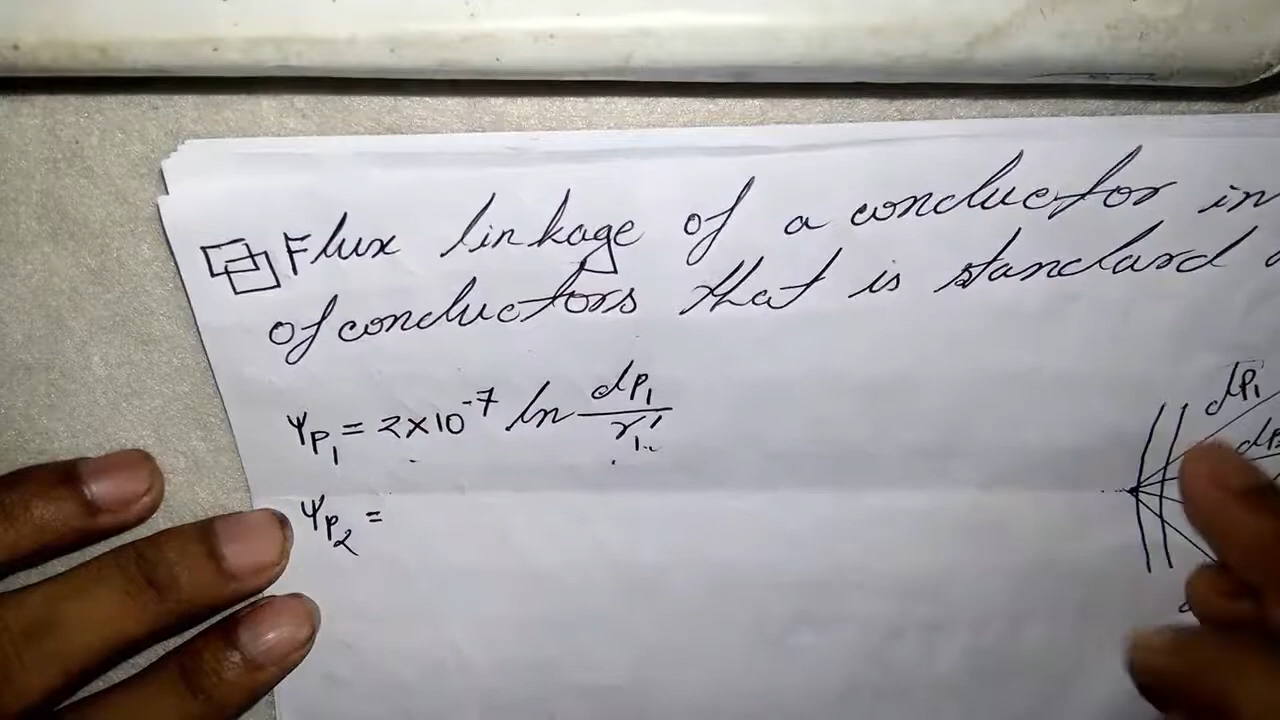 Flux linkage of a conductor in
of conductors that is standard
ψP₁ = 2×10⁻⁷ ln dP₁/r₁'
ψP₂ =
dP₁